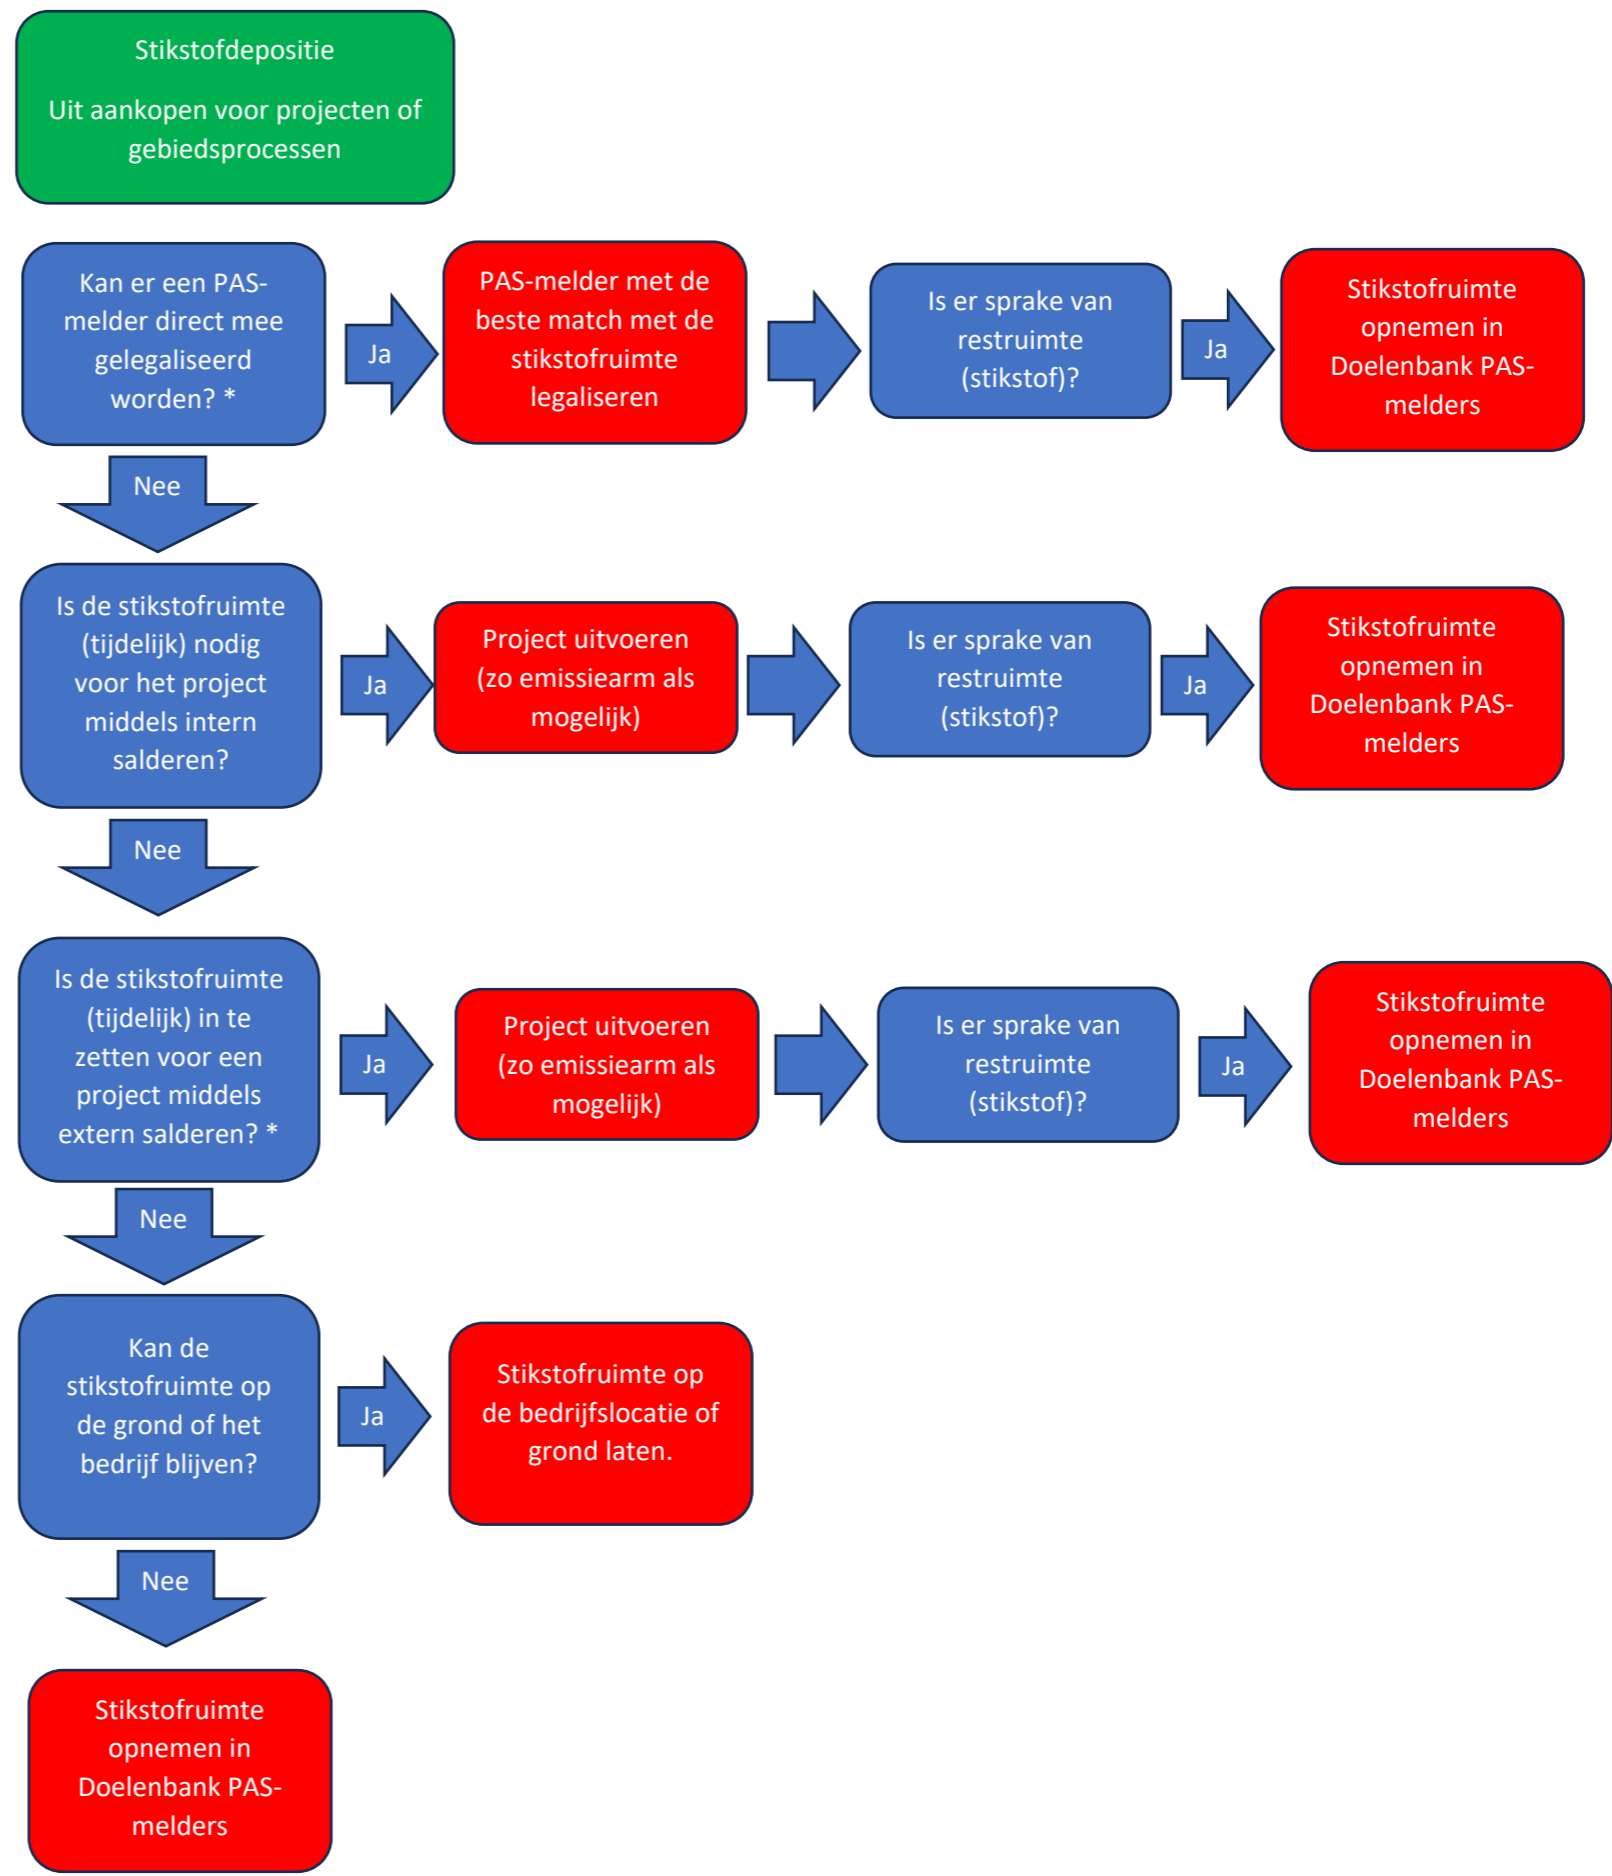 Stikstofdepositie
Uit aankopen voor projecten of
gebiedsprocessen
Kan er een PAS-
melder direct mee
gelegaliseerd
worden? *
Ja
PAS-melder met de
beste match met de
stikstofruimte
legaliseren
Is er sprake van
restruimte
(stikstof)?
Ja
Stikstofruimte
opnemen in
Doelenbank PAS-
melders
Nee
Is de stikstofruimte
(tijdelijk) nodig
voor het project
middels intern
salderen?
Ja
Project uitvoeren
(zo emissiearm als
mogelijk)
Is er sprake van
restruimte
(stikstof)?
Ja
Stikstofruimte
opnemen in
Doelenbank PAS-
melders
Nee
Is de stikstofruimte
(tijdelijk) in te
zetten voor een
project middels
extern salderen? *
Ja
Project uitvoeren
(zo emissiearm als
mogelijk)
Is er sprake van
restruimte
(stikstof)?
Ja
Stikstofruimte
opnemen in
Doelenbank PAS-
melders
Nee
Kan de
stikstofruimte op
de grond of het
bedrijf blijven?
Ja
Stikstofruimte op
de bedrijfslocatie of
grond laten.
Nee
Stikstofruimte
opnemen in
Doelenbank PAS-
melders